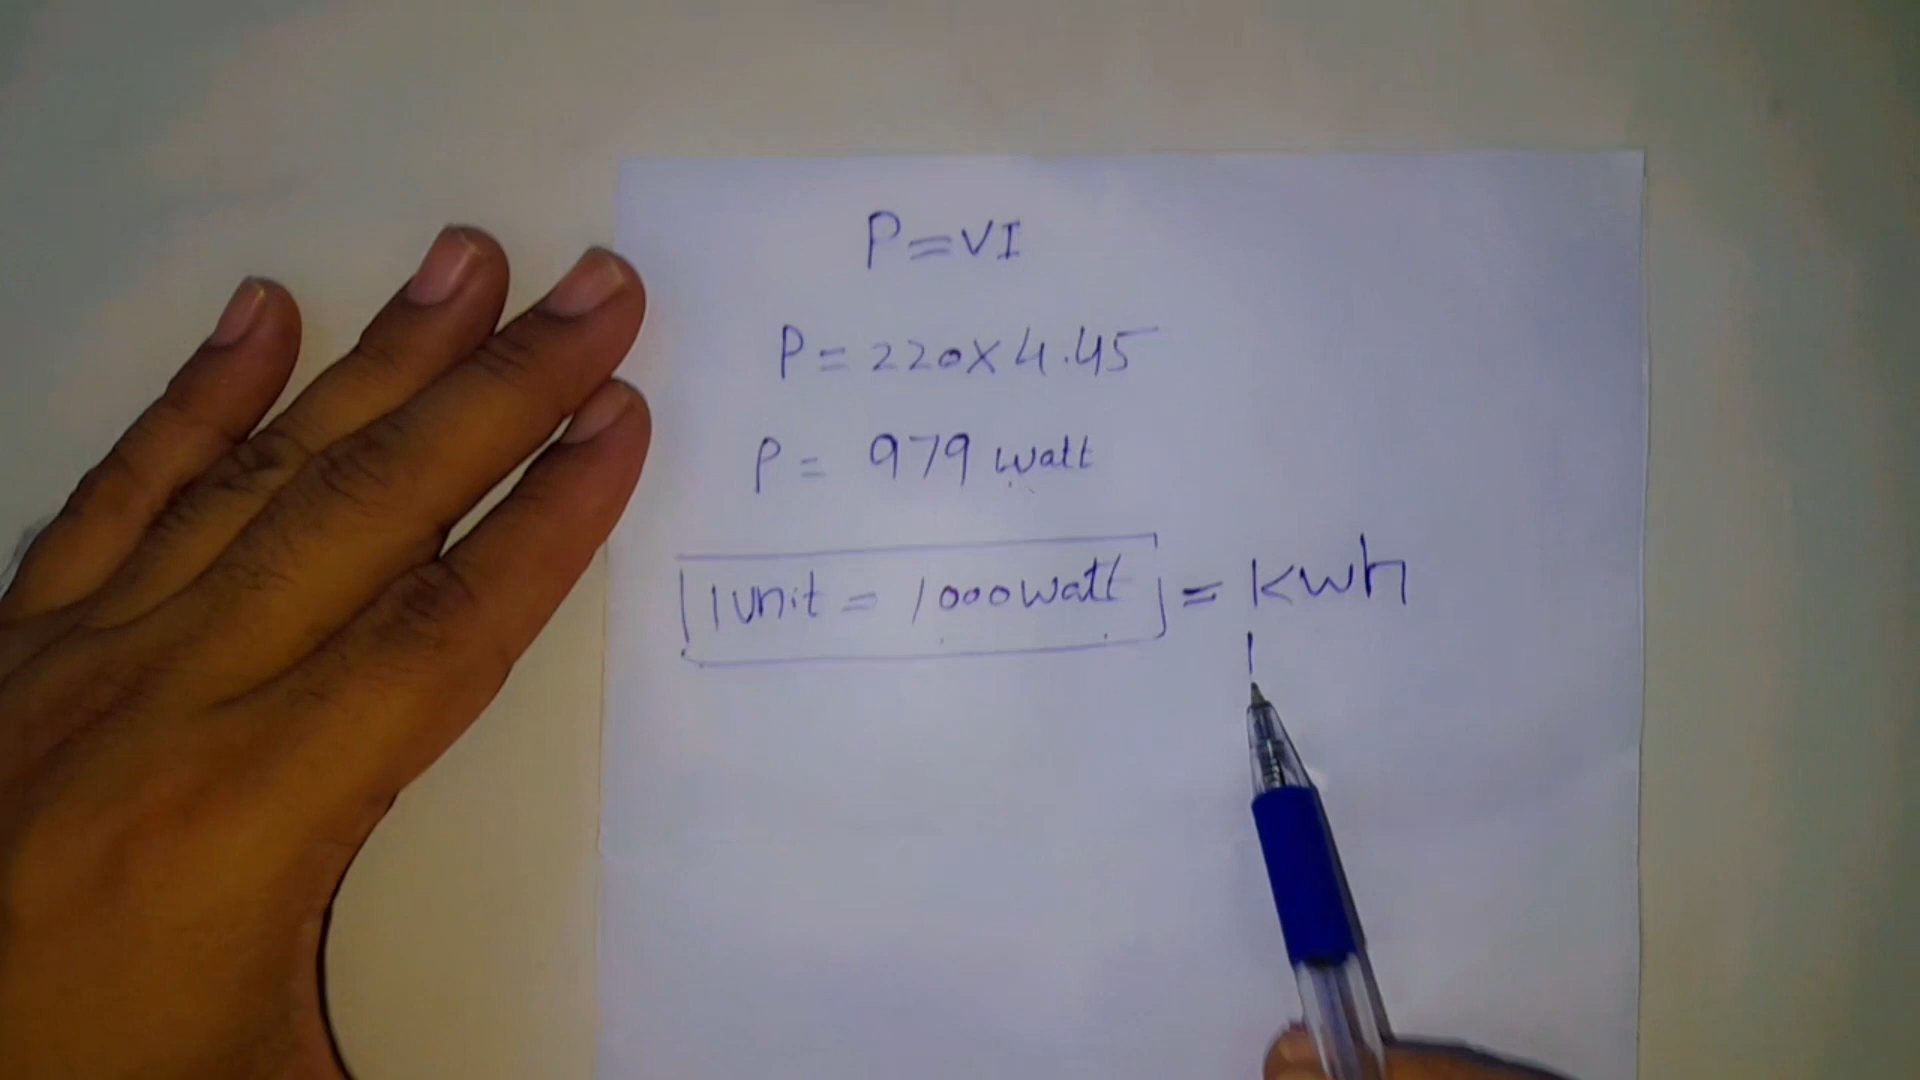 P=VI
P=220×4.45
P= 979 watt
1 unit = 1000 watt = kwh